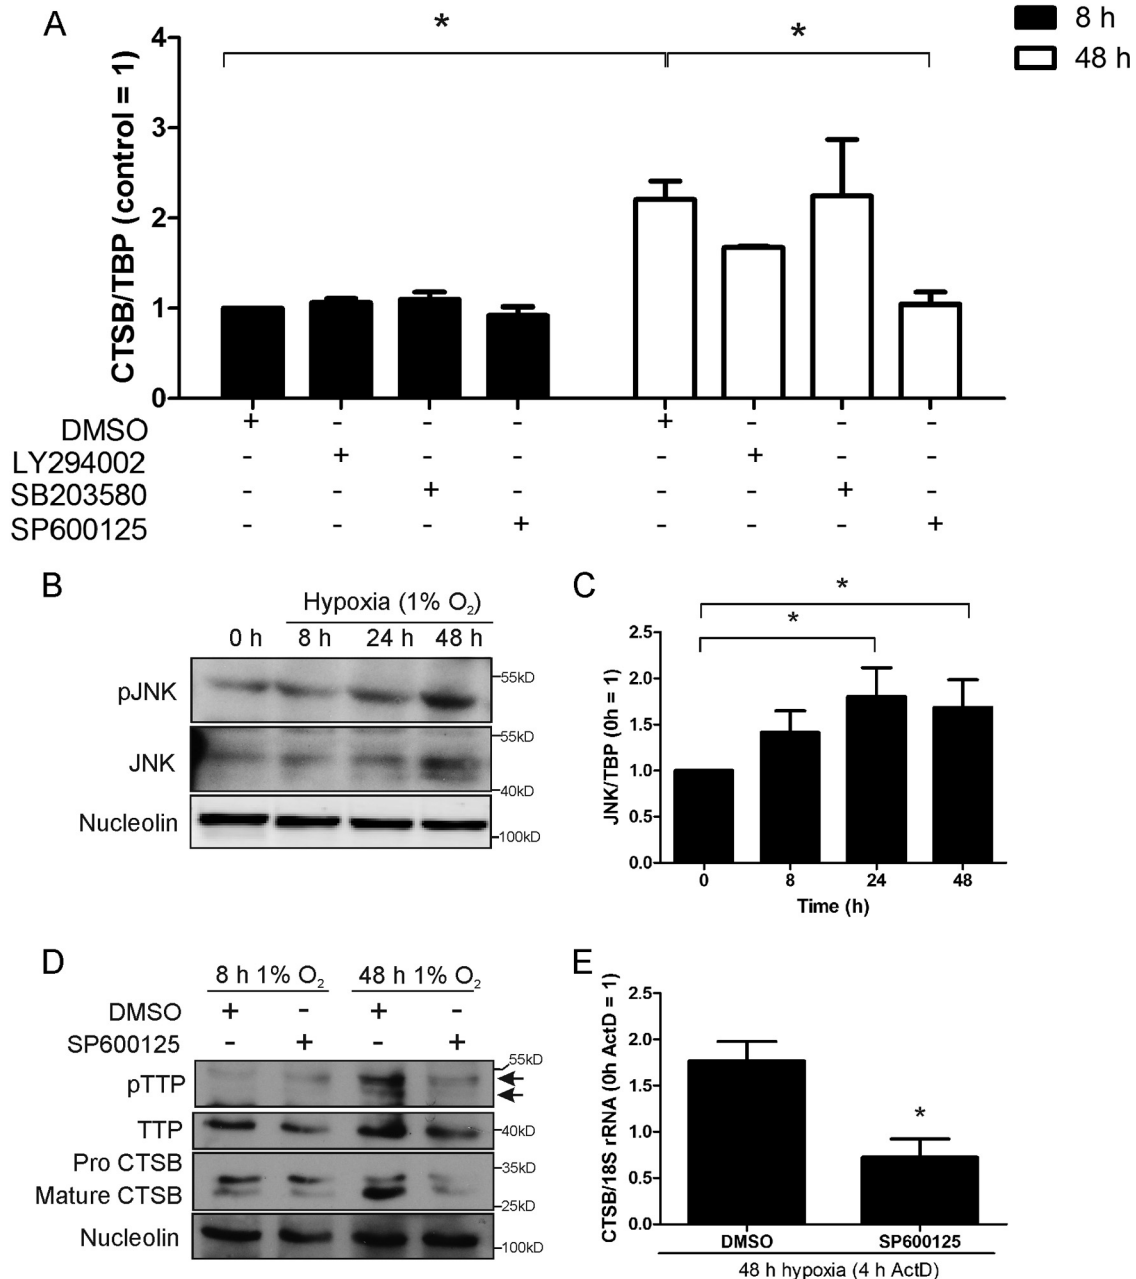 A
8 h
48 h
CTSB/TBP (control = 1)
4
3
2
1
0
* *
DMSO + - - - + - - -
LY294002 - + - - - + - -
SB203580 - - + - - - + -
SP600125 - - - + - - - +
B
Hypoxia (1% O2)
0 h 8 h 24 h 48 h
pJNK 55kD
JNK 55kD
40kD
Nucleolin 100kD
C
JNK/TBP (0h = 1)
* *
2.5
2.0
1.5
1.0
0.5
0.0
0 8 24 48
Time (h)
D
8 h 1% O2 48 h 1% O2
DMSO + - + -
SP600125 - + - +
pTTP 55kD
TTP 40kD
Pro CTSB 35kD
Mature CTSB 25kD
Nucleolin 100kD
E
CTSB/18S rRNA (0h ActD = 1)
2.5
2.0
1.5
1.0
0.5
0.0
*
DMSO SP600125
48 h hypoxia (4 h ActD)